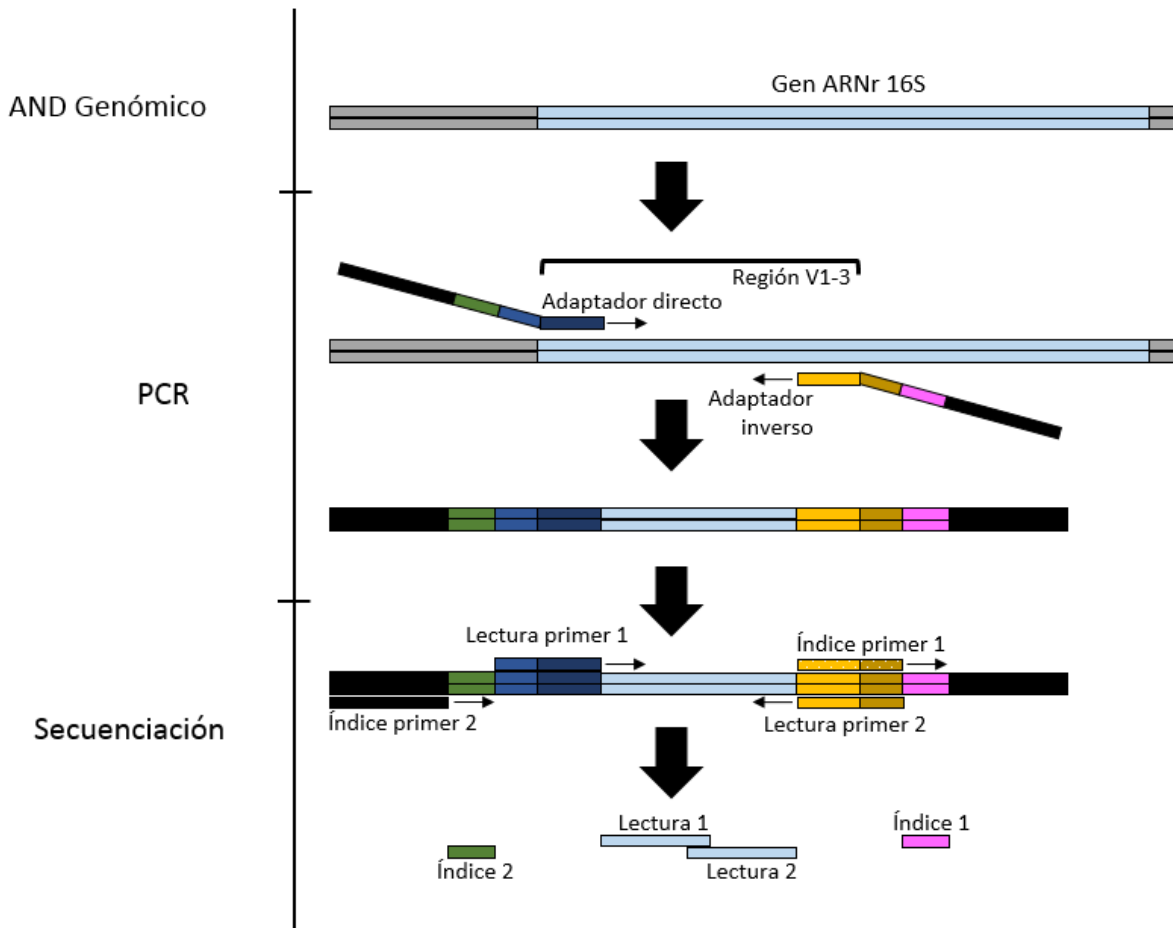 AND Genómico
Gen ARNr 16S
PCR
Región V1-3
Adaptador directo
Adaptador
inverso
Secuenciación
Lectura primer 1
Índice primer 1
Índice primer 2
Lectura primer 2
Lectura 1
Índice 1
Índice 2
Lectura 2